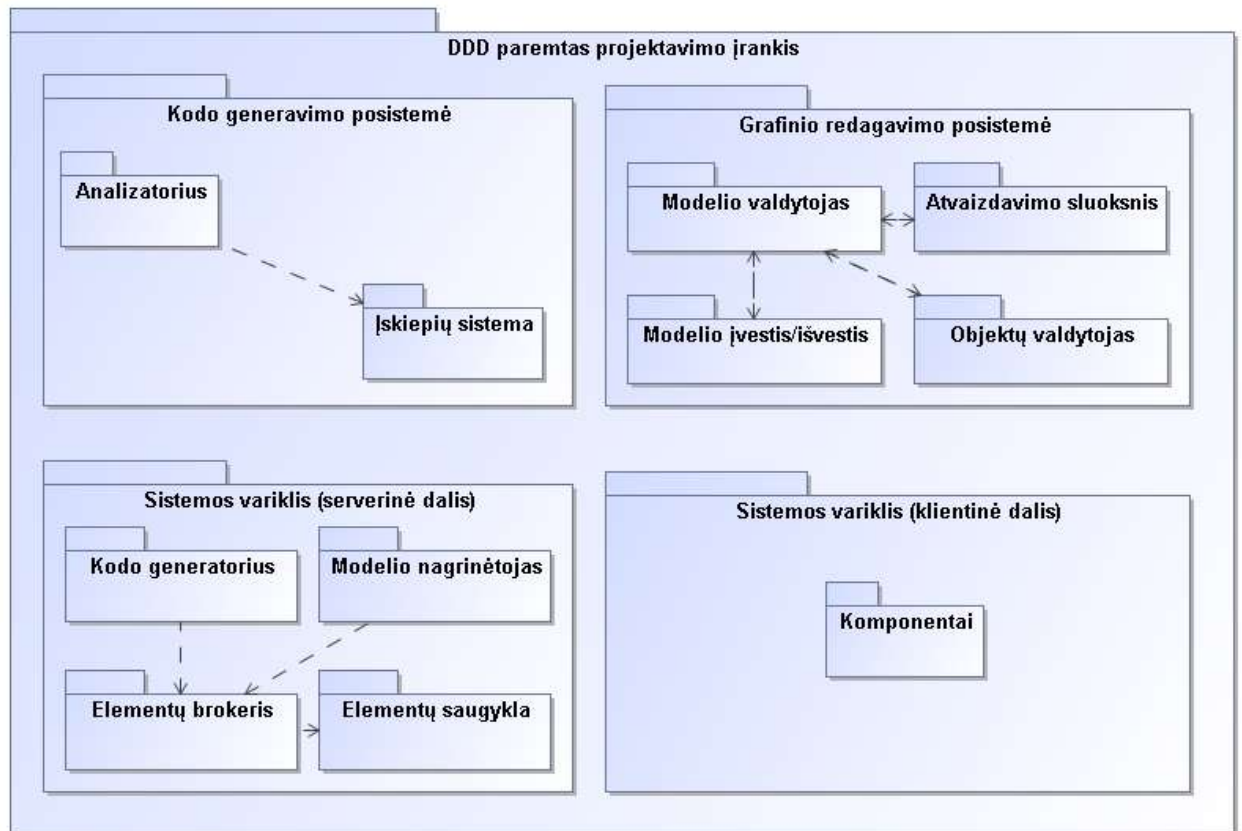 DDD paremtas projektavimo įrankis
Kodo generavimo posistemė
Analizatorius
Įskiepių sistema
Grafinio redagavimo posistemė
Modelio valdytojas
Atvaizdavimo sluoksnis
Modelio įvestis/išvestis
Objektų valdytojas
Sistemos variklis (serverinė dalis)
Kodo generatorius
Modelio nagrinėtojas
Elementų brokeris
Elementų saugykla
Sistemos variklis (klientinė dalis)
Komponentai